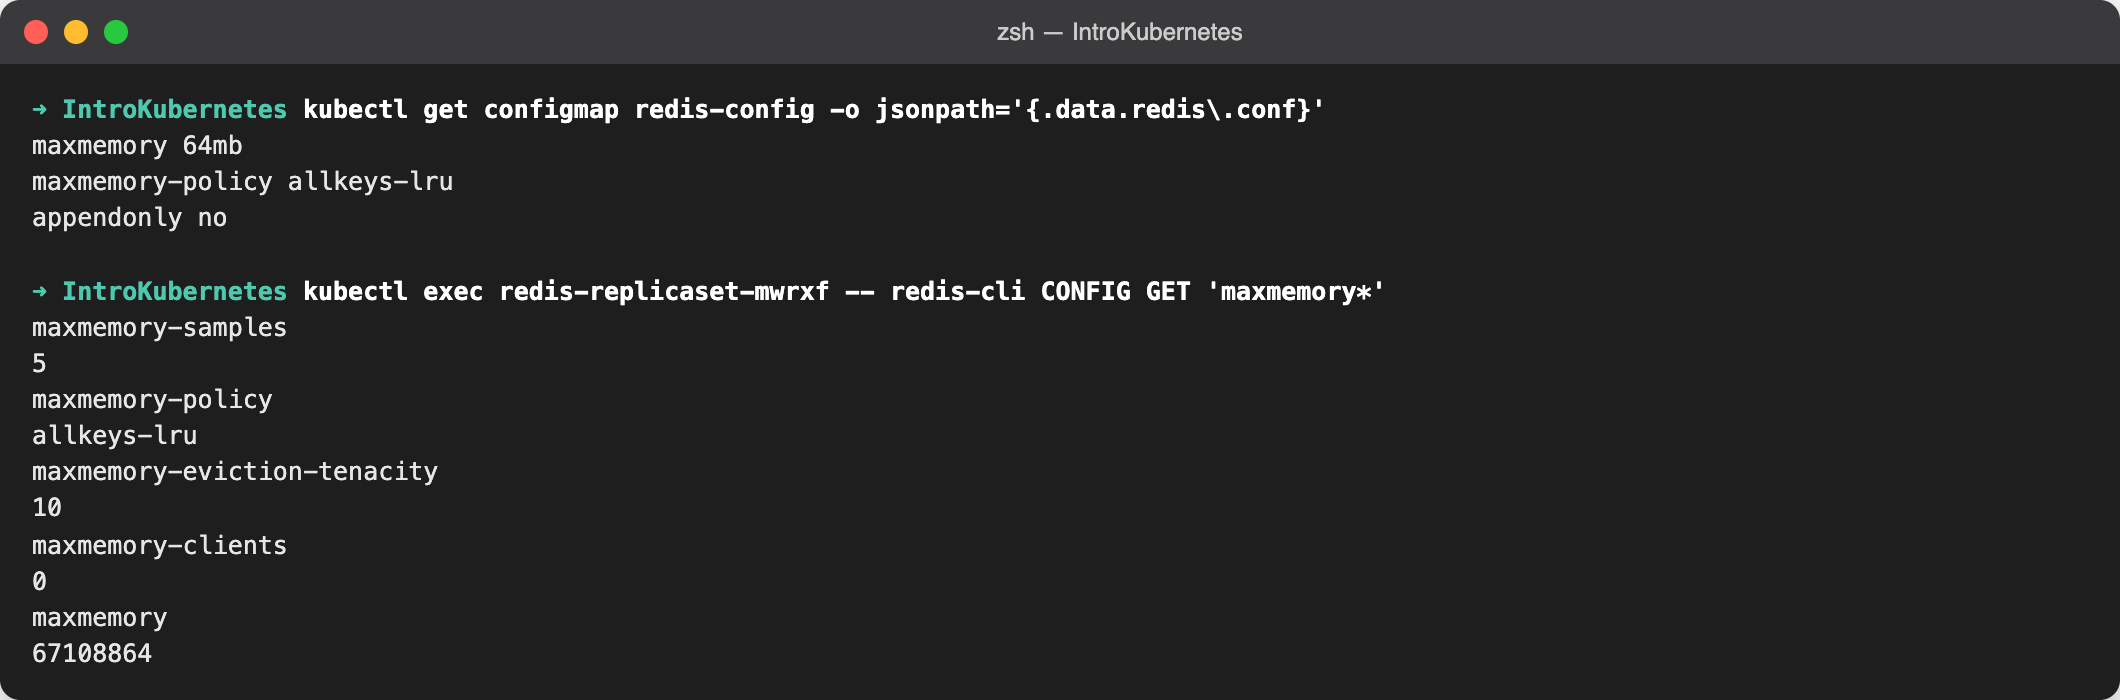 zsh — IntroKubernetes
➜ IntroKubernetes kubectl get configmap redis-config -o jsonpath='{.data.redis\.conf}'
maxmemory 64mb
maxmemory-policy allkeys-lru
appendonly no
➜ IntroKubernetes kubectl exec redis-replicaset-mwrxf -- redis-cli CONFIG GET 'maxmemory*'
maxmemory-samples
5
maxmemory-policy
allkeys-lru
maxmemory-eviction-tenacity
10
maxmemory-clients
0
maxmemory
67108864